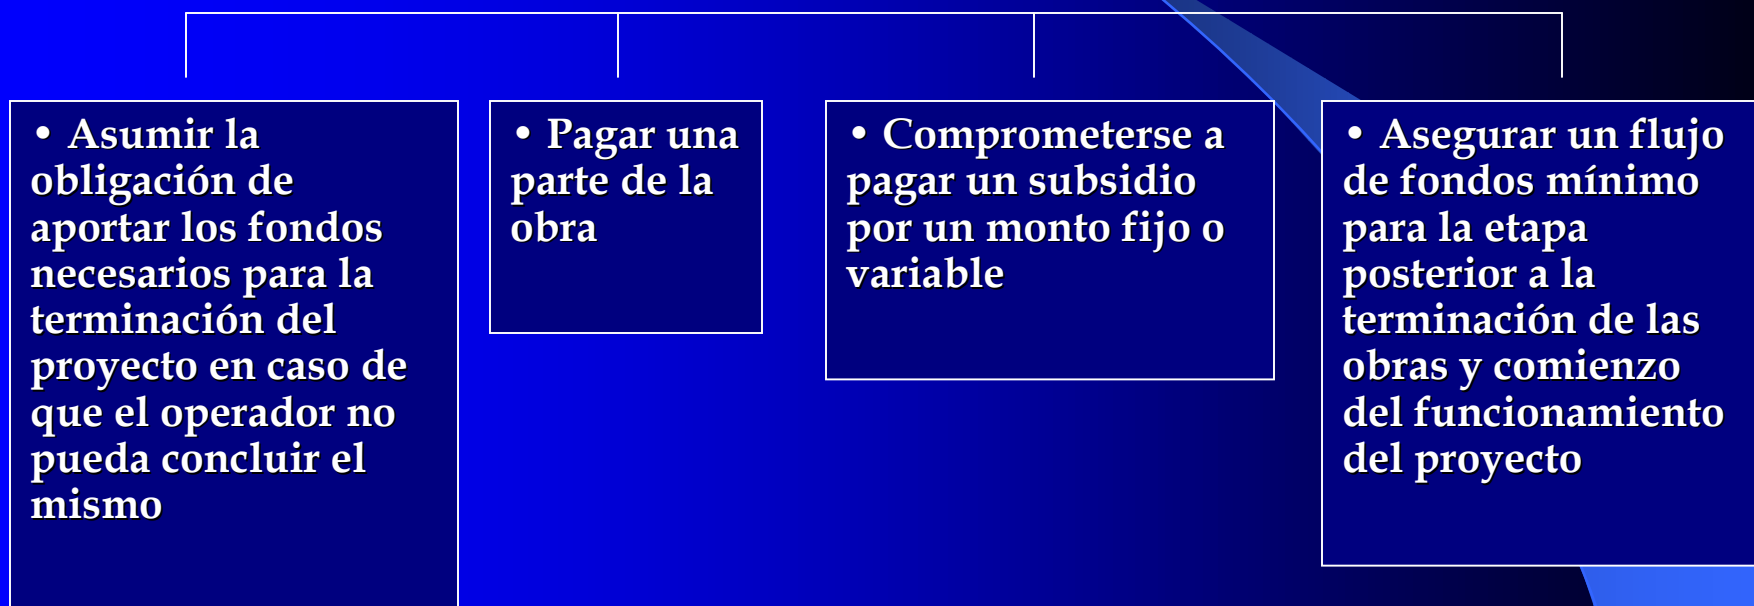 • Asumir la
obligación de
aportar los fondos
necesarios para la
terminación del
proyecto en caso de
que el operador no
pueda concluir el
mismo
• Pagar una
parte de la
obra
• Comprometerse a
pagar un subsidio
por un monto fijo o
variable
• Asegurar un flujo
de fondos mínimo
para la etapa
posterior a la
terminación de las
obras y comienzo
del funcionamiento
del proyecto